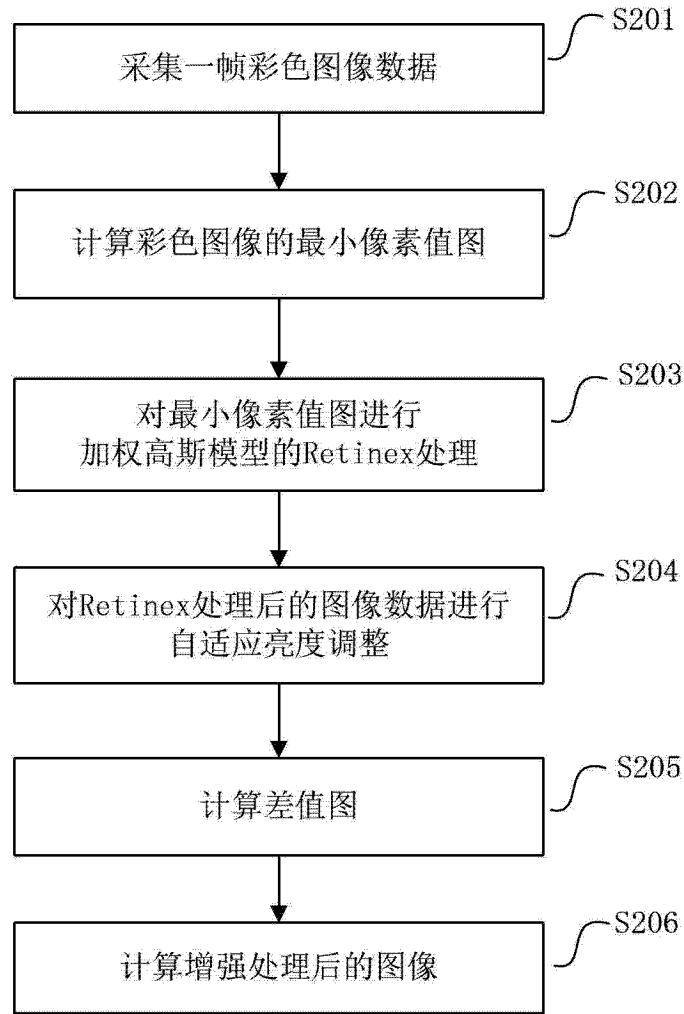 S201
采集一帧彩色图像数据
S202
计算彩色图像的最小像素值图
S203
对最小像素值图进行
加权高斯模型的Retinex处理
S204
对Retinex处理后的图像数据进行
自适应亮度调整
S205
计算差值图
S206
计算增强处理后的图像